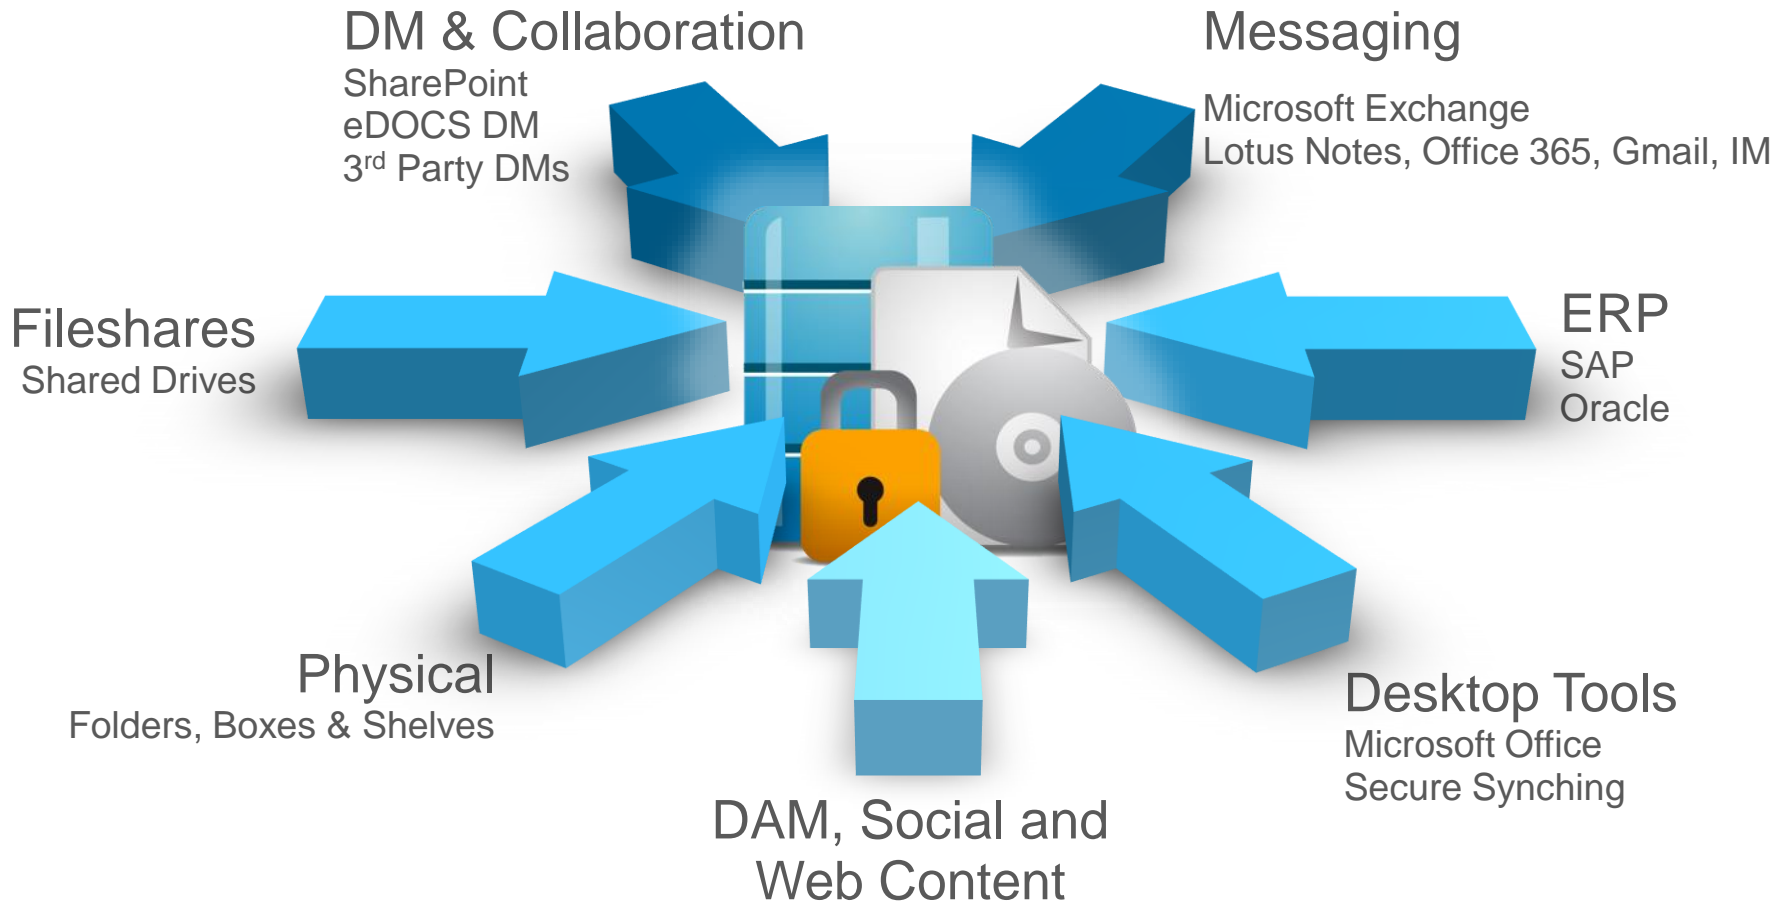 DM & Collaboration
SharePoint
eDOCS DM
3rd Party DMs
Messaging
Microsoft Exchange
Lotus Notes, Office 365, Gmail, IM
Fileshares
Shared Drives
ERP
SAP
Oracle
Physical
Folders, Boxes & Shelves
Desktop Tools
Microsoft Office
Secure Synching
DAM, Social and
Web Content